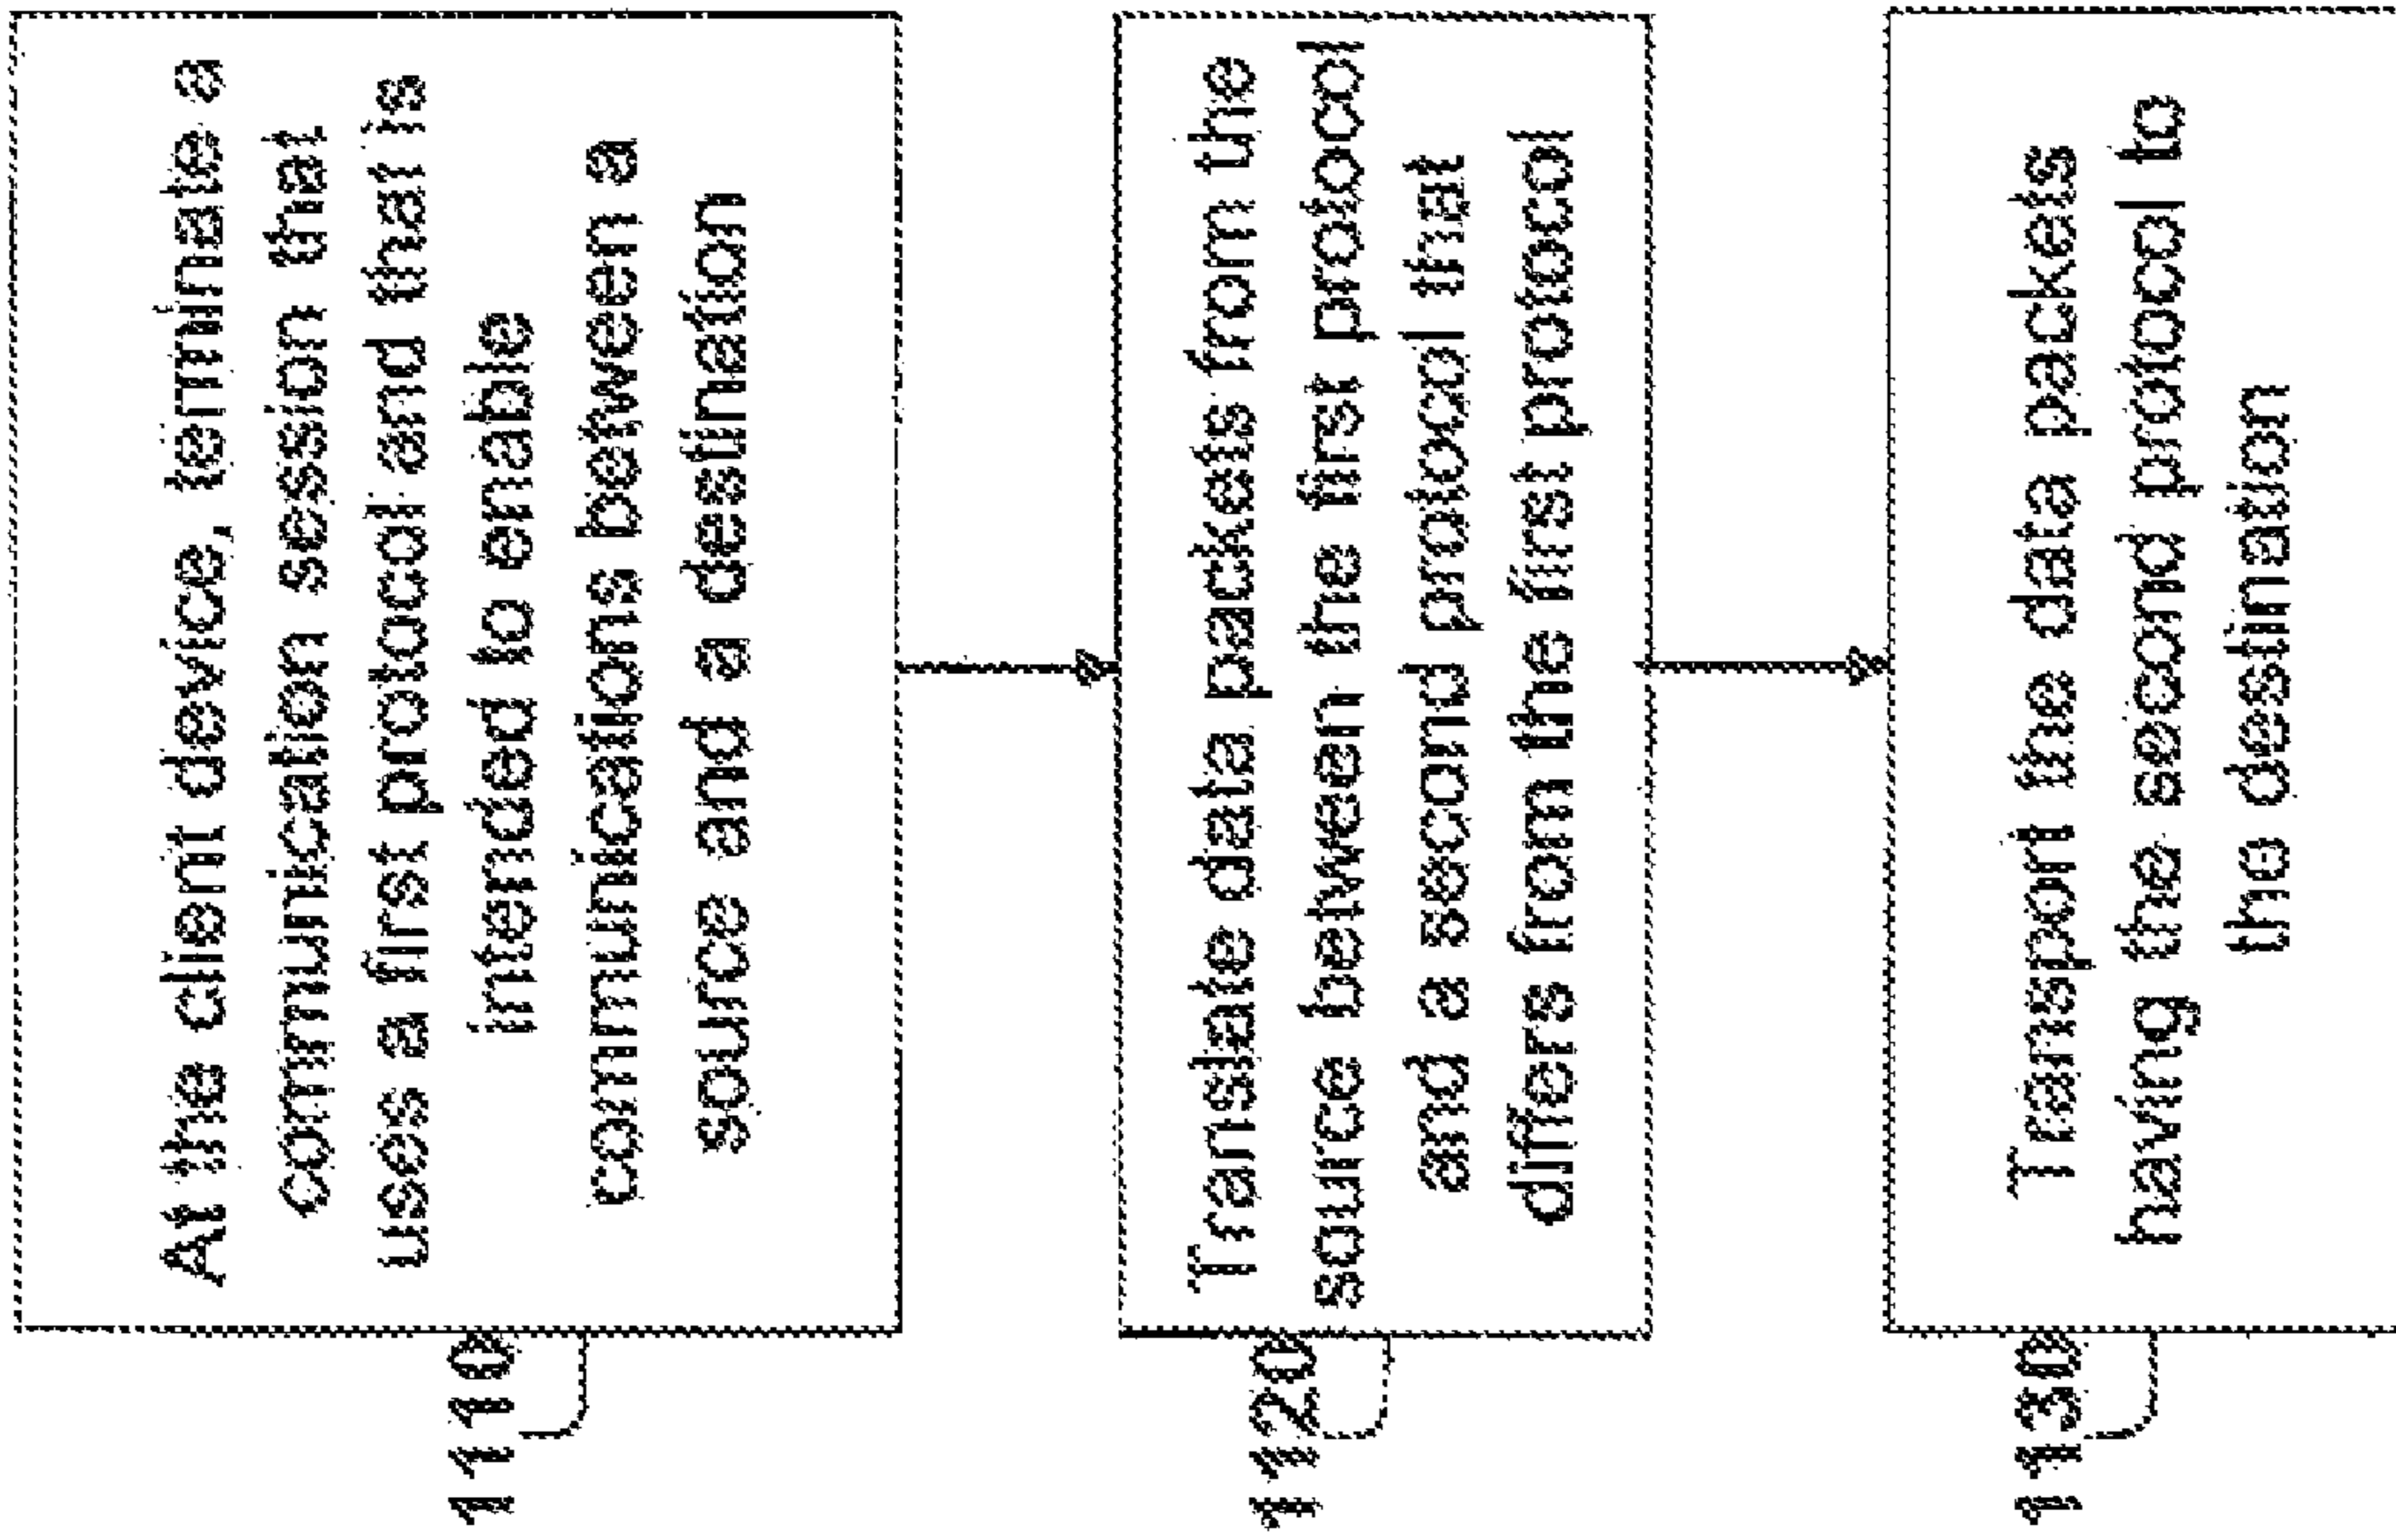 At the client device, terminate a
communication session that
uses a first protocol and that is
intended to enable
communications between a
source and a destination
1110
Translate data packets from the
source between the first protocol
and a second protocol that
differs from the first protocol
1120
Transport the data packets
having the second protocol to
the destination
1130